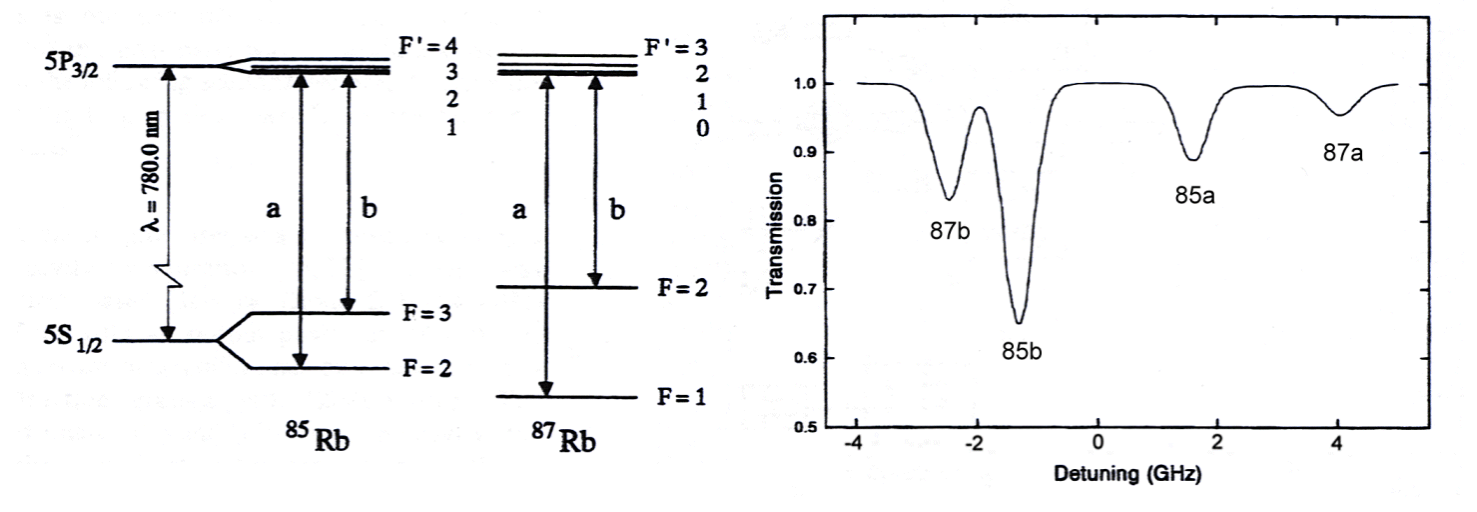 5P3/2
λ = 780.0 nm
5S1/2
a
b
F' = 4
3
2
1
F = 3
F = 2
85Rb
a
b
F' = 3
2
1
0
F = 2
F = 1
87Rb
Transmission
1.0
0.9
0.8
0.7
0.6
0.5
87b
85b
85a
87a
-4
-2
0
2
4
Detuning (GHz)